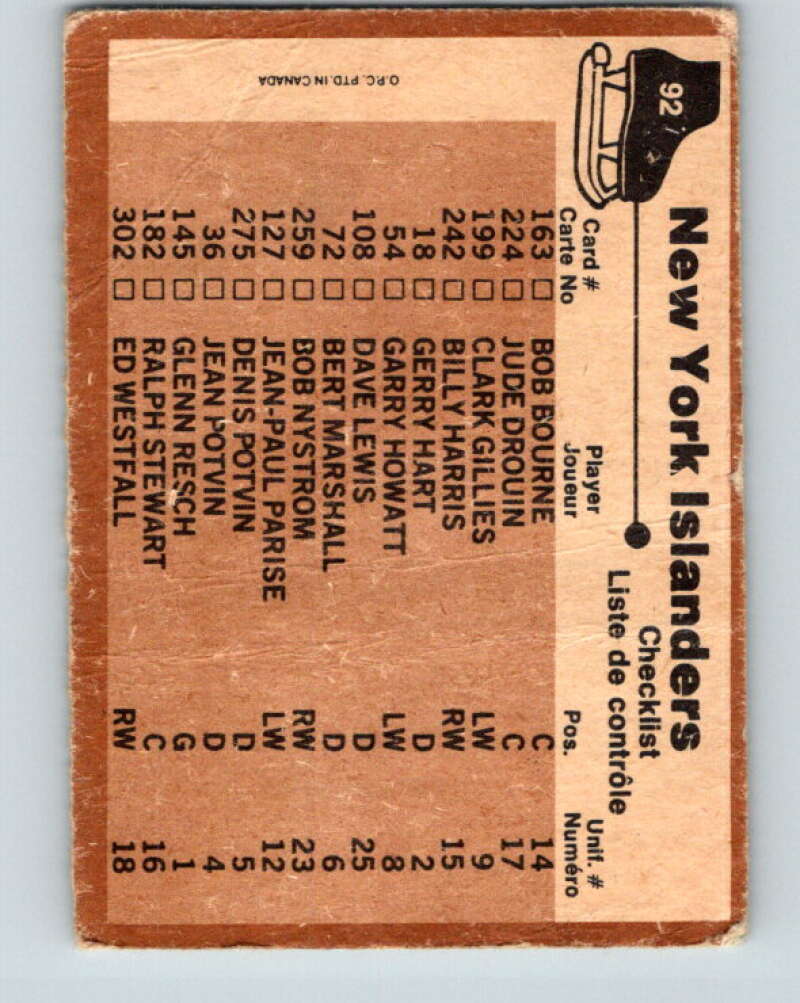 92
New York Islanders
Checklist
Liste de contrôle
Card # Player Pos. Unif. #
Carte No Joueur Numéro
163 □ BOB BOURNE C 14
224 □ JUDE DROUIN C 17
199 □ CLARK GILLIES LW 9
242 □ BILLY HARRIS RW 15
18 □ GERRY HART D 2
54 □ GARRY HOWATT LW 8
108 □ DAVE LEWIS D 25
72 □ BERT MARSHALL D 6
259 □ BOB NYSTROM RW 23
127 □ JEAN-PAUL PARISE LW 12
275 □ DENIS POTVIN D 5
36 □ JEAN POTVIN D 4
145 □ GLENN RESCH G 1
182 □ RALPH STEWART C 16
302 □ ED WESTFALL RW 18
O.P.C. PTD. IN CANADA